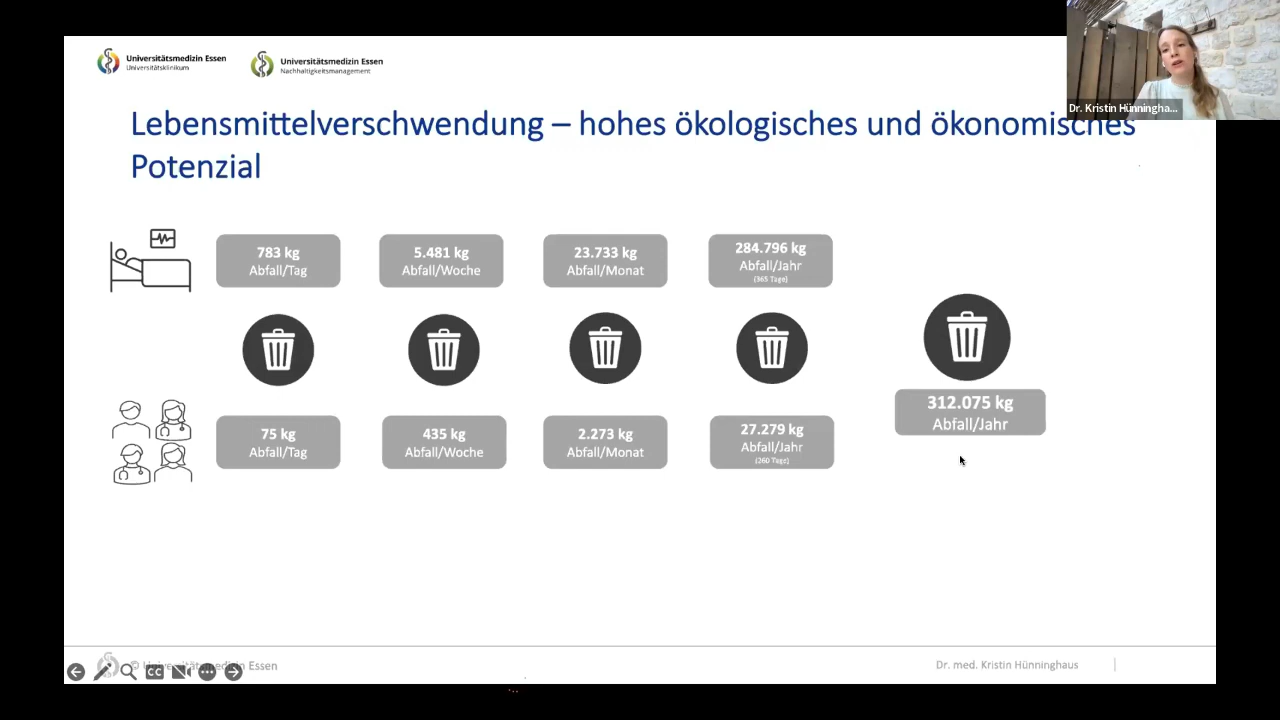 Universitätsmedizin Essen
Universitätsklinikum
Universitätsmedizin Essen
Nachhaltigkeitsmanagement
Dr. Kristin Hünningha...
Lebensmittelverschwendung – hohes ökologisches und ökonomisches
Potenzial
783 kg
Abfall/Tag
5.481 kg
Abfall/Woche
23.733 kg
Abfall/Monat
284.796 kg
Abfall/Jahr
(365 Tage)
312.075 kg
Abfall/Jahr
75 kg
Abfall/Tag
435 kg
Abfall/Woche
2.273 kg
Abfall/Monat
27.279 kg
Abfall/Jahr
(260 Tage)
© Universitätsmedizin Essen
CC
Dr. med. Kristin Hünninghaus